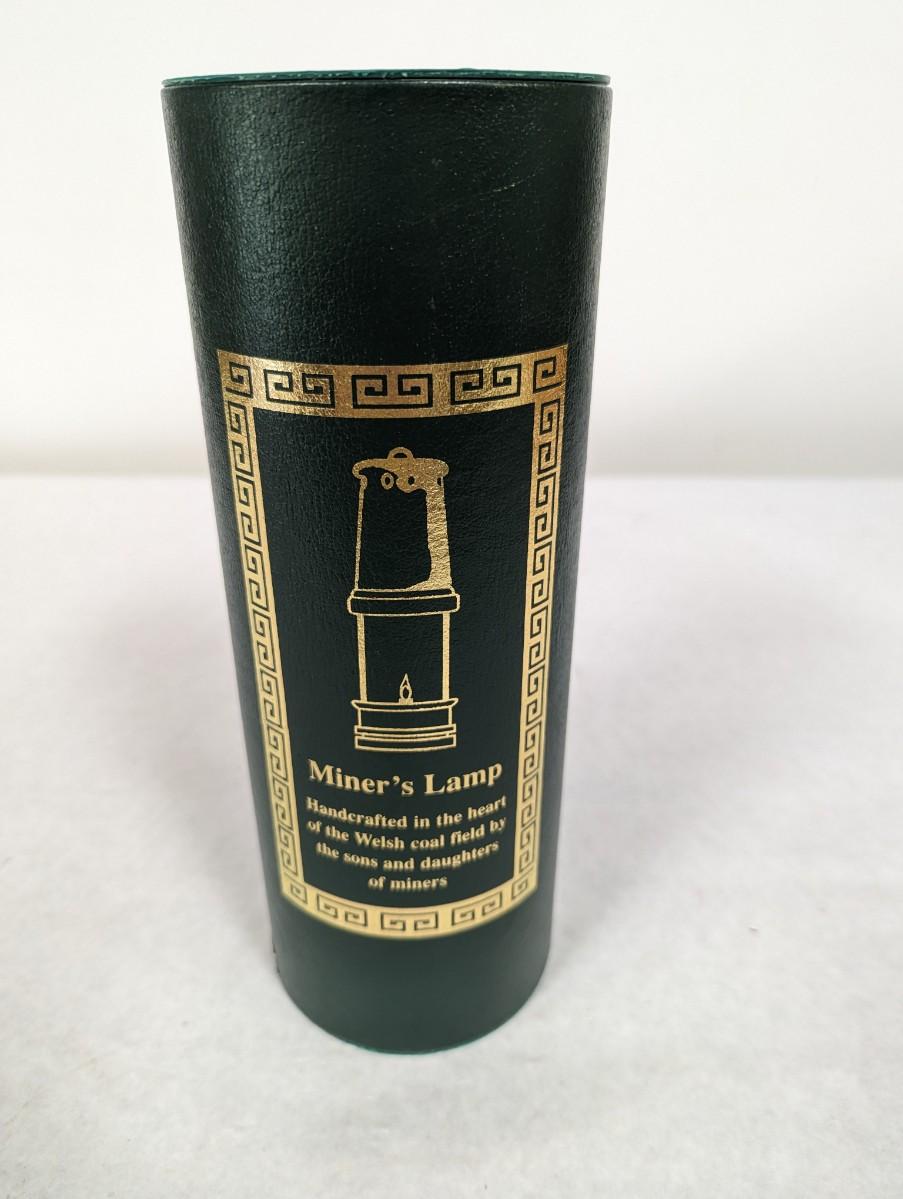 Miner's Lamp
Handcrafted in the heart
of the Welsh coal field by
the sons and daughters
of miners